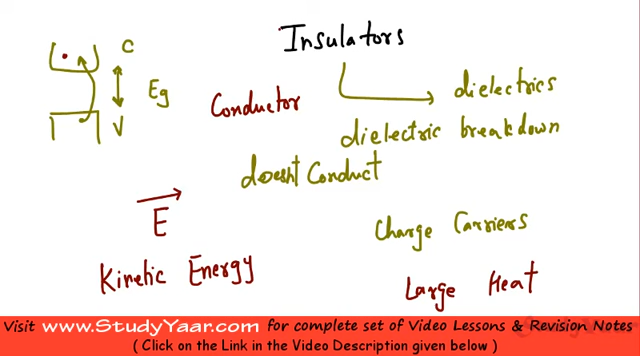 Insulators
C
Eg
V
Conductor
dielectrics
dielectric breakdown
doesn't Conduct
E
Charge Carriers
Kinetic Energy
Large Heat
Visit www.StudyYaar.com for complete set of Video Lessons & Revision Notes
( Click on the Link in the Video Description given below )